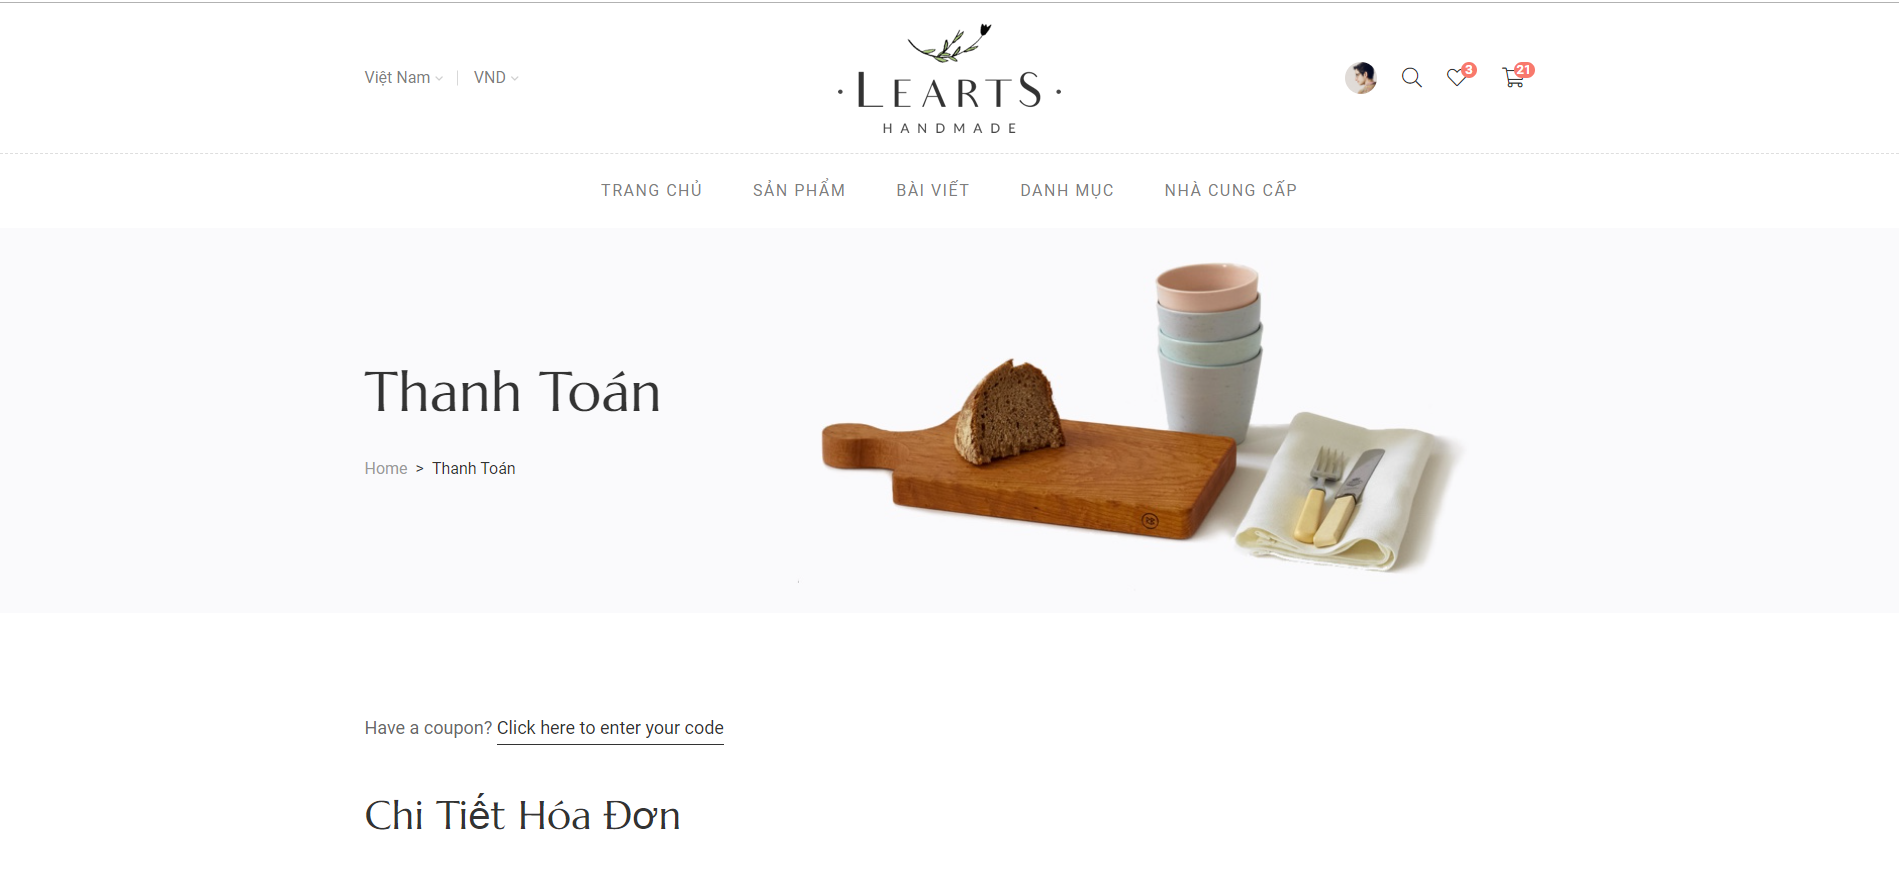 Việt Nam VND
LEARTS
HANDMADE
3
21
TRANG CHỦ SẢN PHẨM BÀI VIẾT DANH MỤC NHÀ CUNG CẤP
Thanh Toán
Home > Thanh Toán
Have a coupon? Click here to enter your code
Chi Tiết Hóa Đơn